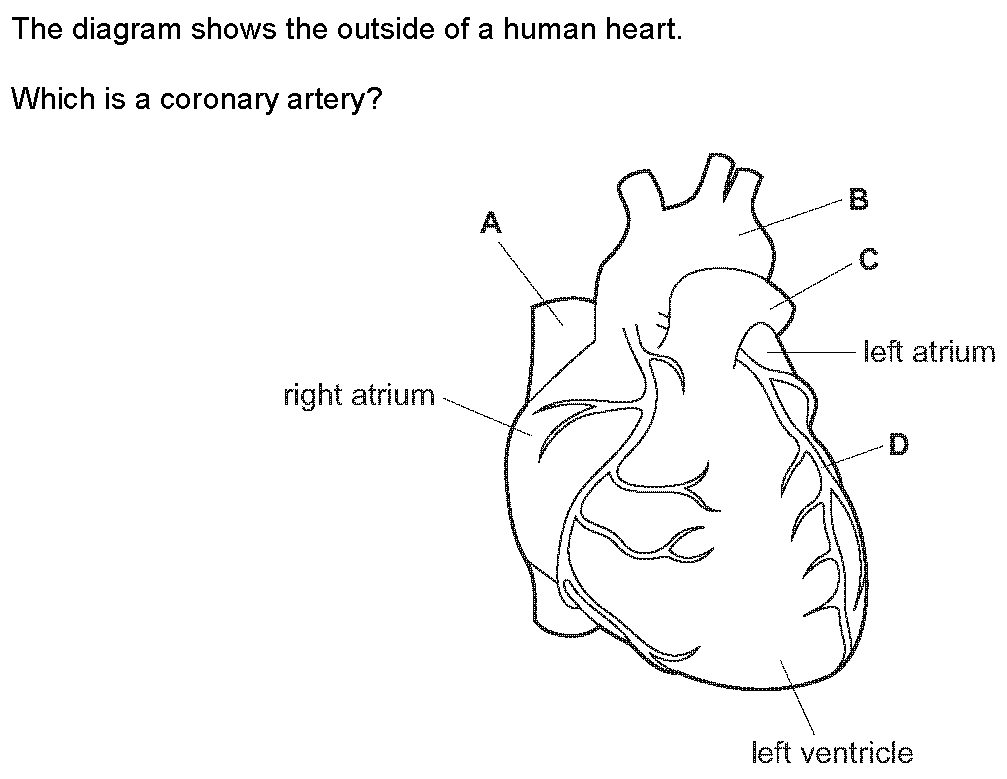 The diagram shows the outside of a human heart.
Which is a coronary artery?
A
B
C
left atrium
right atrium
D
left ventricle